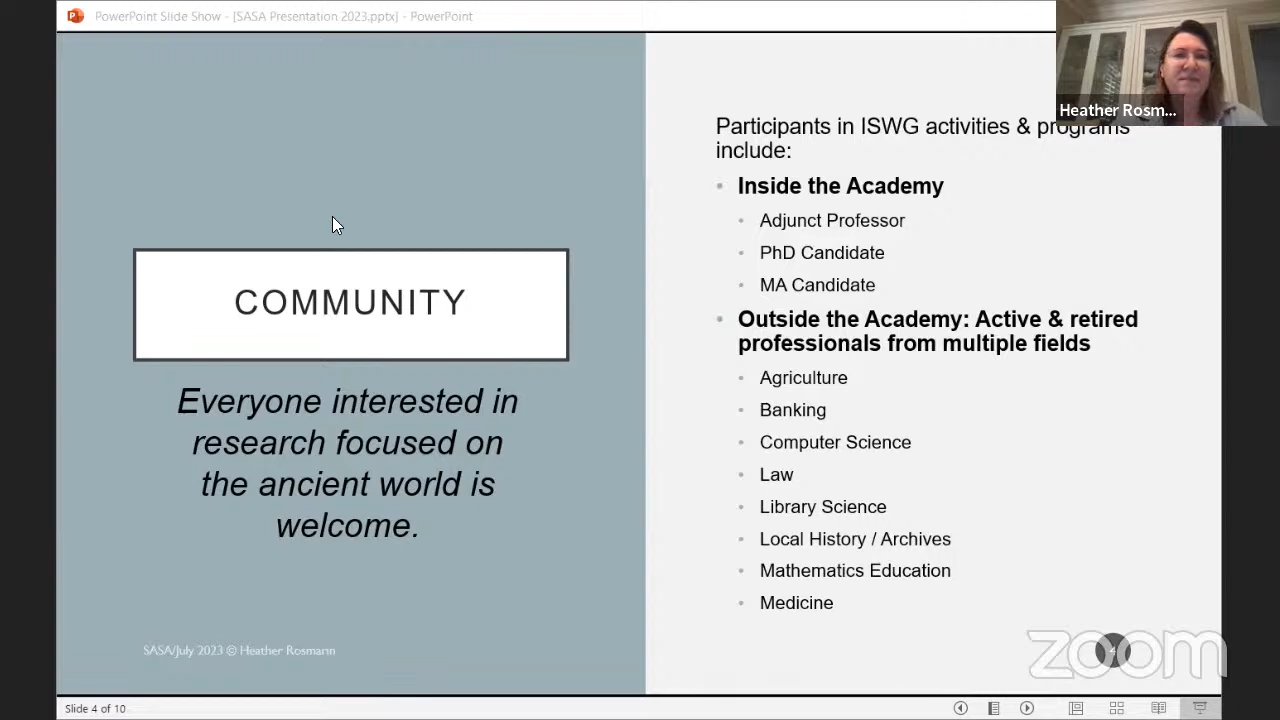 PowerPoint Slide Show - [SASA Presentation 2023.pptx] - PowerPoint
Heather Rosm...
COMMUNITY
Everyone interested in
research focused on
the ancient world is
welcome.
SASA/July 2023 © Heather Rosmann
Participants in ISWG activities & programs
include:
Inside the Academy
Adjunct Professor
PhD Candidate
MA Candidate
Outside the Academy: Active & retired
professionals from multiple fields
Agriculture
Banking
Computer Science
Law
Library Science
Local History / Archives
Mathematics Education
Medicine
4
zoom
Slide 4 of 10